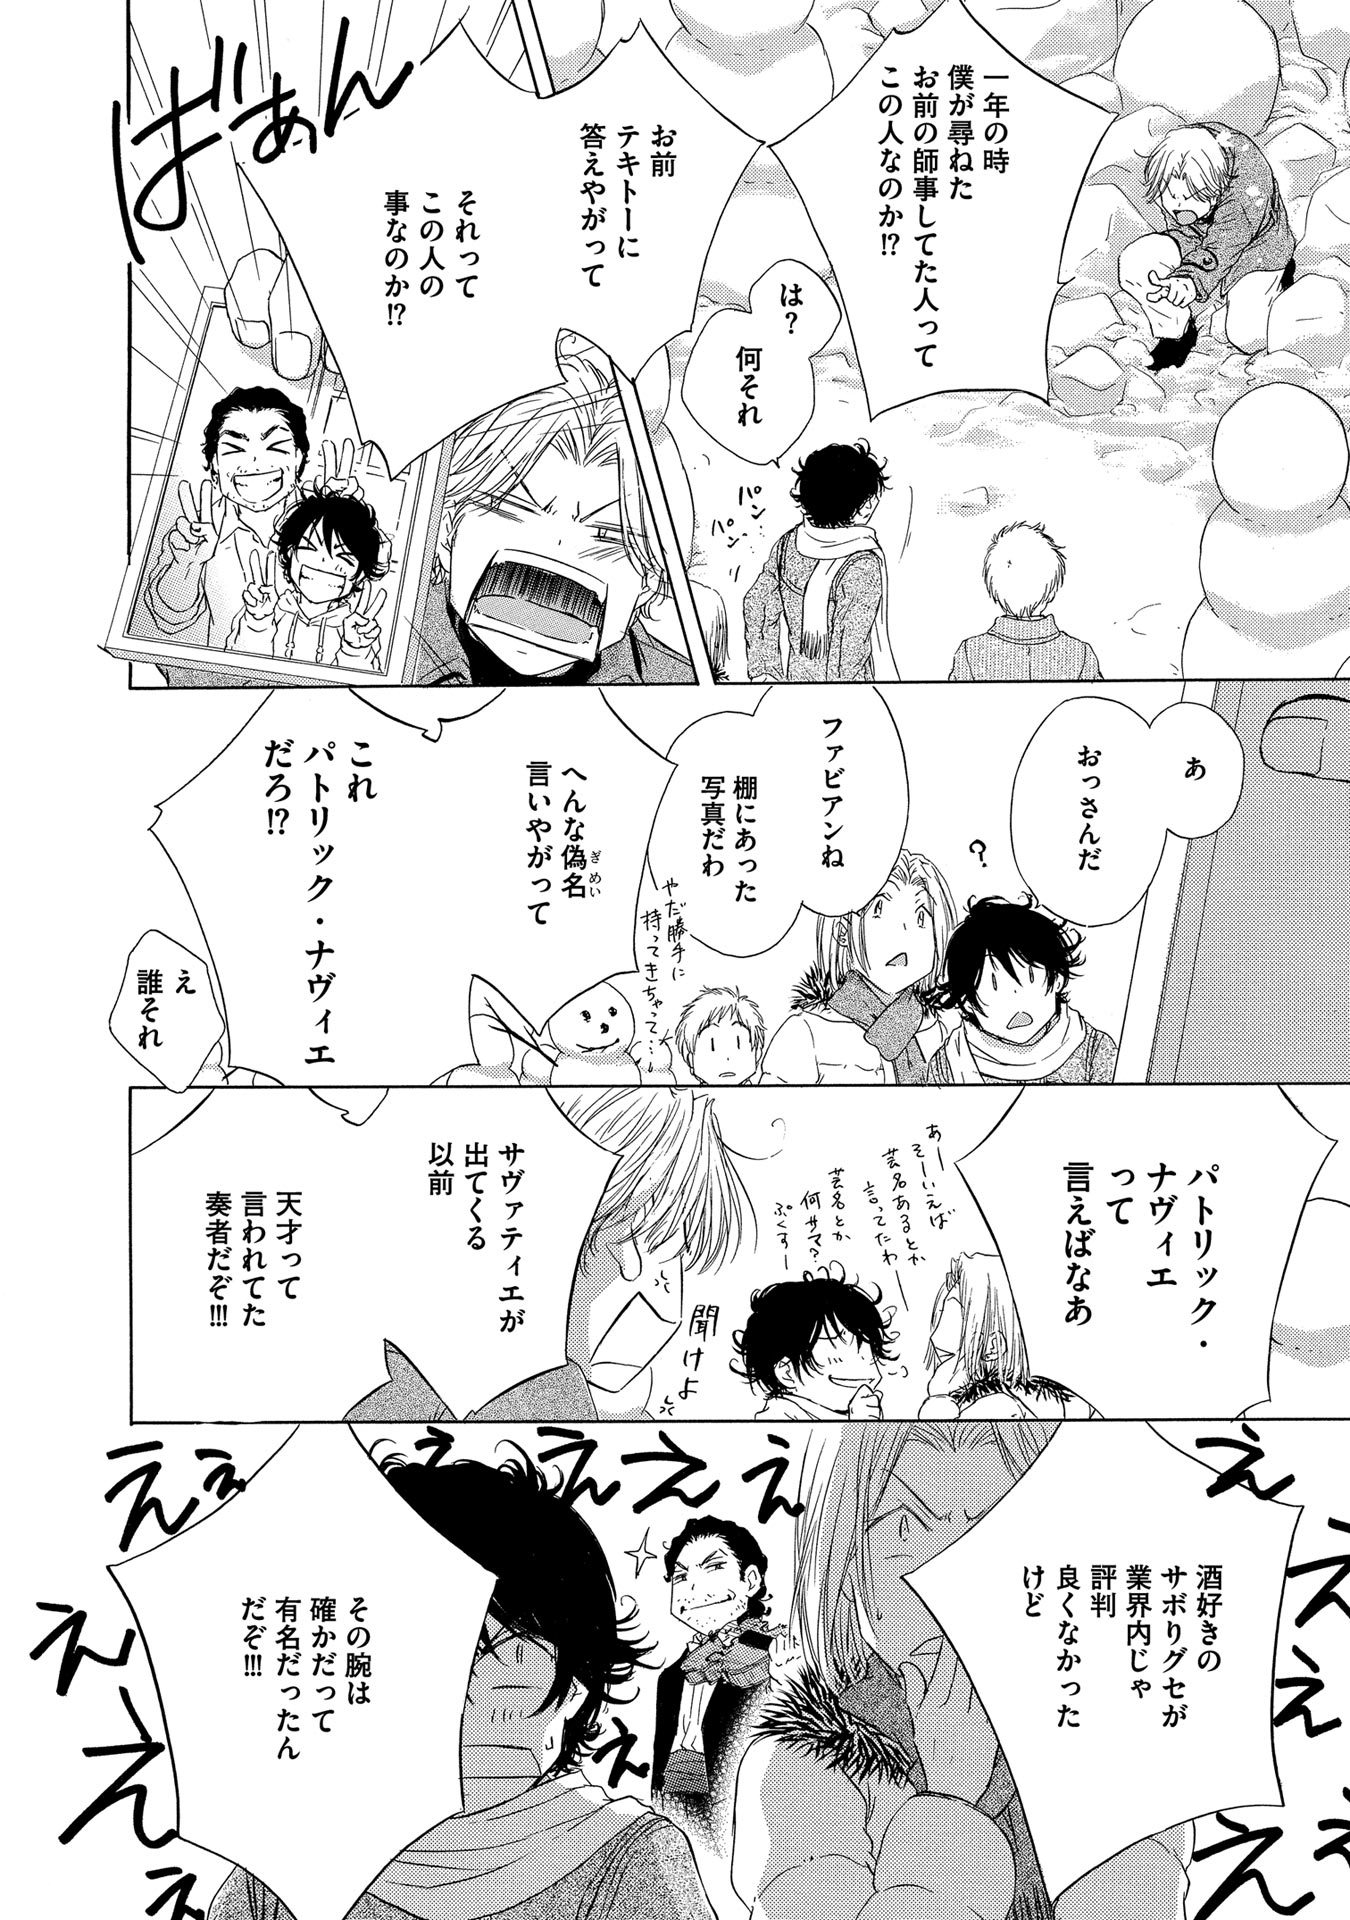 一年の時
僕が尋ねた
お前の師事してた人って
この人なのか!?
は?
何それ
パン
パン
お前
テキトーに
答えやがって
それって
この人の
事なのか!?
ばぁん
あ
おっさんだ
?
ファビアンね
棚にあった
写真だわ
やだ勝手に
持ってきちゃって…
へんな偽名
ぎめい
言いやがって
これ
パトリック・ナヴィエ
だろ!?
え
誰それ
パトリック・
ナヴィエ
って
言えばなあ
あーー
そーいえば
芸名あるとか
言ってたわー
芸名とか
何サマ?
ぷくすー
聞けよ
サヴァティエが
出てくる
以前
天才って
言われてた
奏者だぞ!!!
酒好きの
サボりグセが
業界内じゃ
評判
良くなかった
けど
その腕は
確かだって
有名だったん
だぞ!!!
えぇ
えぇ
ええぇ
えぇ
えー
えーえ
え
え
え
えぇ